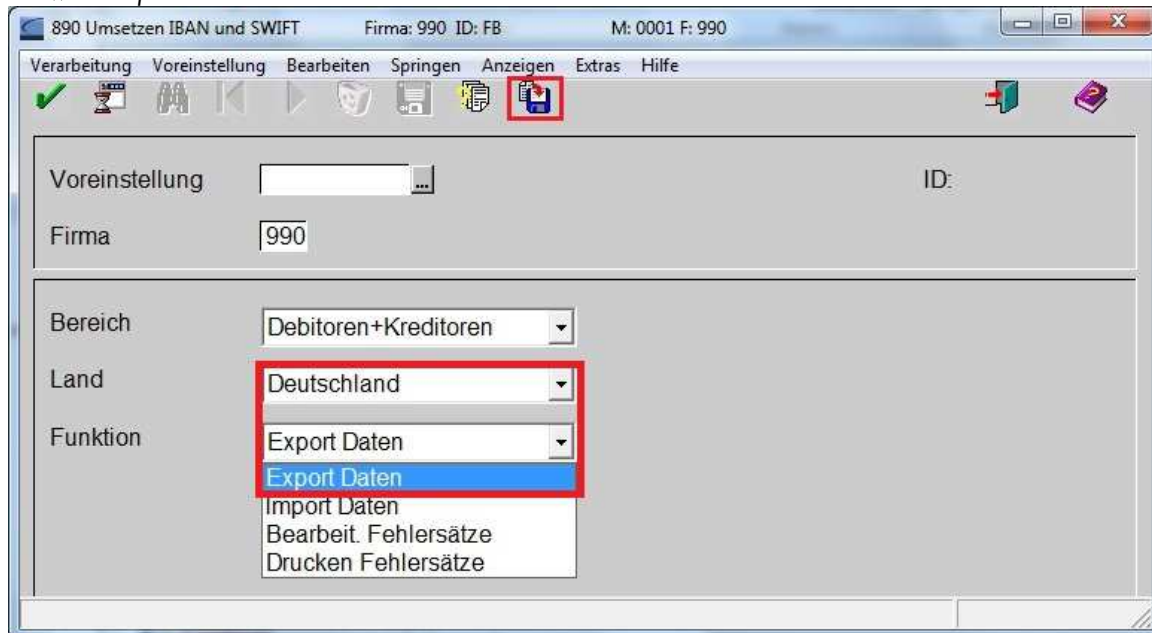 890 Umsetzen IBAN und SWIFT Firma: 990 ID: FB M: 0001 F: 990
Verarbeitung Voreinstellung Bearbeiten Springen Anzeigen Extras Hilfe
Voreinstellung ... ID:
Firma 990
Bereich Debitoren+Kreditoren
Land Deutschland
Funktion Export Daten
Export Daten
Import Daten
Bearbeit. Fehlersätze
Drucken Fehlersätze